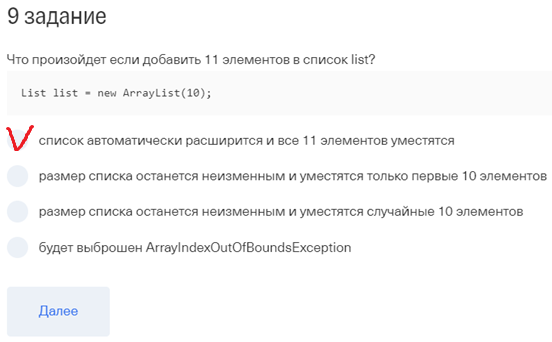 9 задание
Что произойдет если добавить 11 элементов в список list?
List list = new ArrayList(10);
список автоматически расширится и все 11 элементов уместятся
размер списка останется неизменным и уместятся только первые 10 элементов
размер списка останется неизменным и уместятся случайные 10 элементов
будет выброшен ArrayIndexOutOfBoundsException
Далее